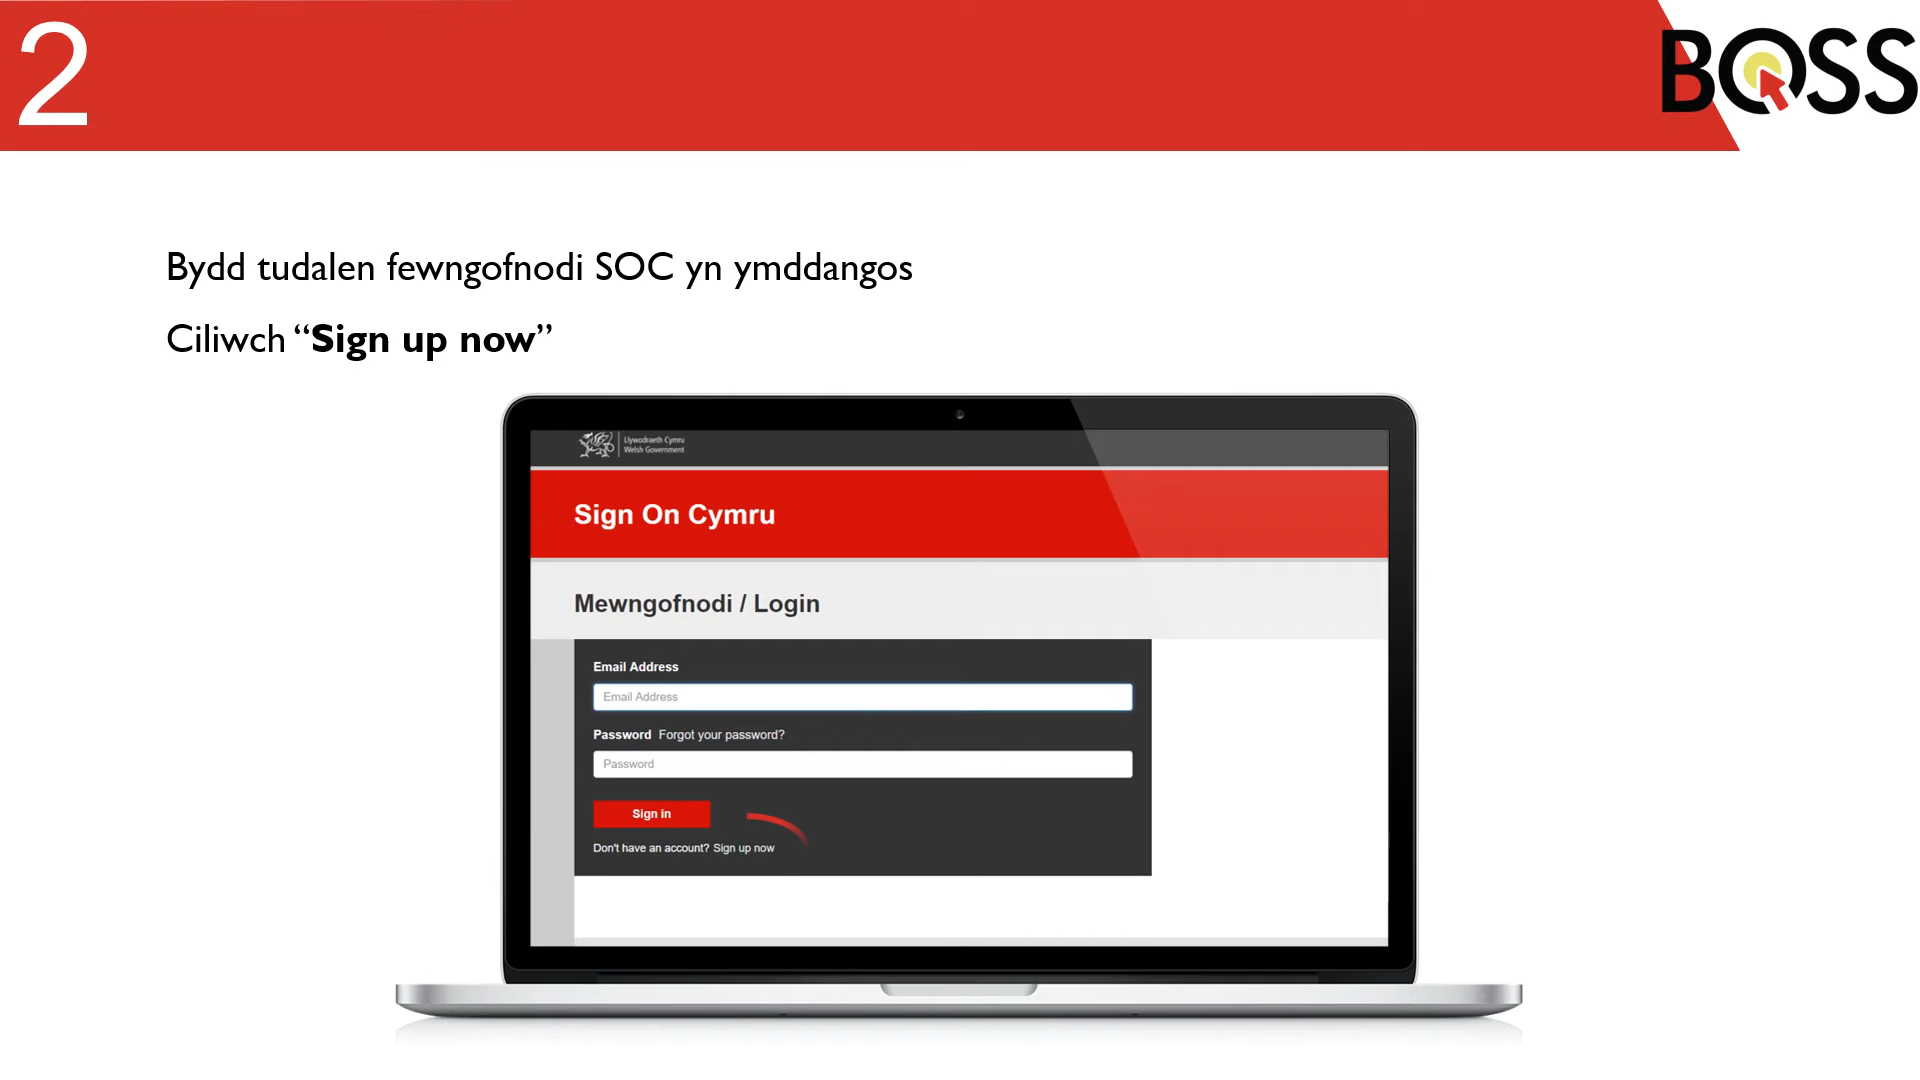 2
BOSS
Bydd tudalen fewngofnodi SOC yn ymddangos
Ciliwch “Sign up now”
Llywodraeth Cymru
Welsh Government
Sign On Cymru
Mewngofnodi / Login
Email Address
Email Address
Password Forgot your password?
Password
Sign in
Don't have an account? Sign up now